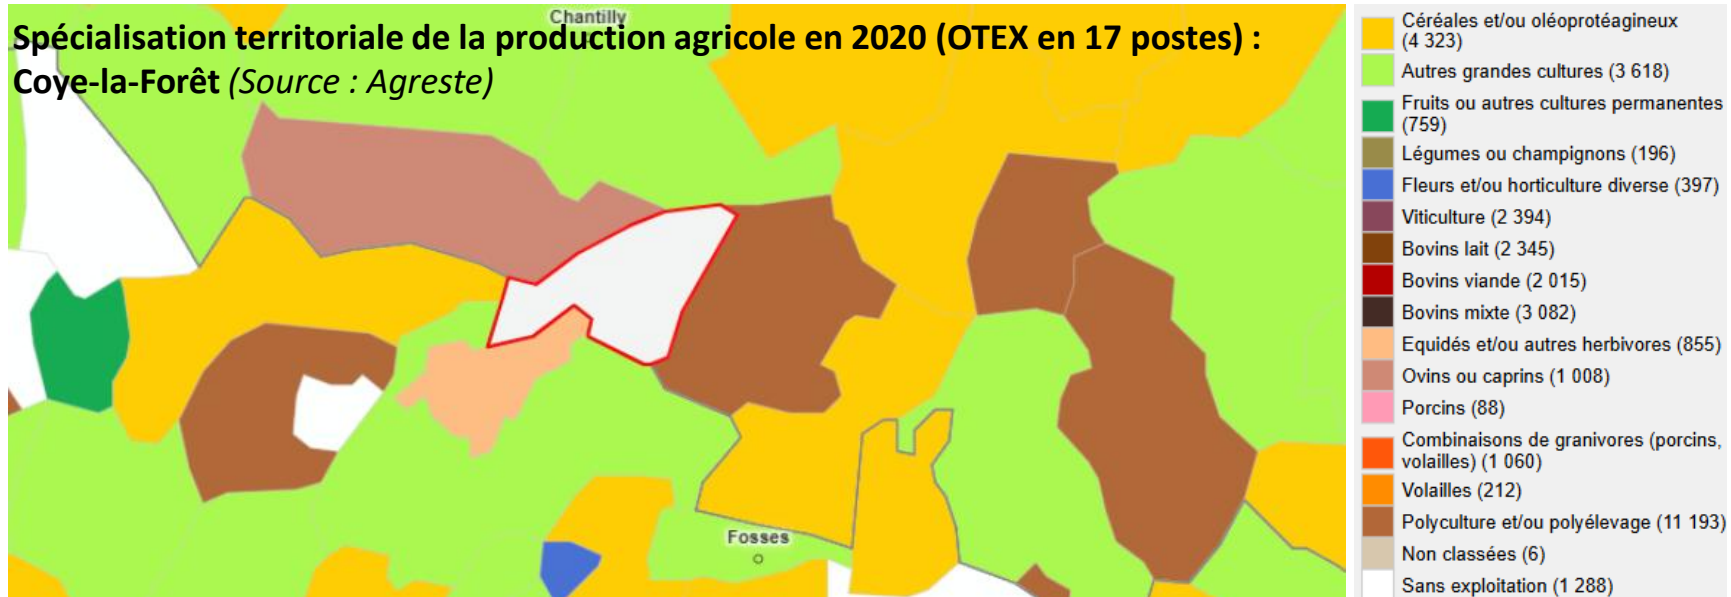 Chantilly
Spécialisation territoriale de la production agricole en 2020 (OTEX en 17 postes) :
Coye-la-Forêt (Source : Agreste)
Fosses
Céréales et/ou oléoprotéagineux
(4 323)
Autres grandes cultures (3 618)
Fruits ou autres cultures permanentes
(759)
Légumes ou champignons (196)
Fleurs et/ou horticulture diverse (397)
Viticulture (2 394)
Bovins lait (2 345)
Bovins viande (2 015)
Bovins mixte (3 082)
Equidés et/ou autres herbivores (855)
Ovins ou caprins (1 008)
Porcins (88)
Combinaisons de granivores (porcins,
volailles) (1 060)
Volailles (212)
Polyculture et/ou polyélevage (11 193)
Non classées (6)
Sans exploitation (1 288)